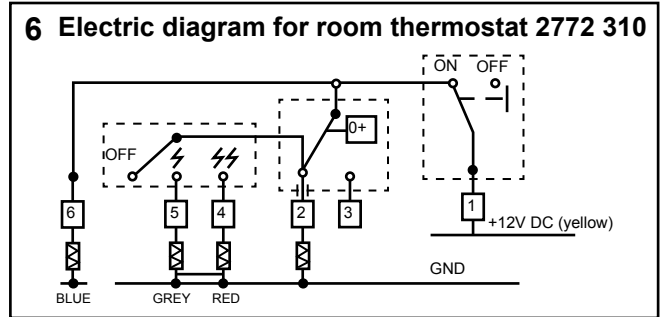 6 Electric diagram for room thermostat 2772 310
ON OFF
0+
OFF
6 5 4 2 3 1
+12V DC (yellow)
GND
BLUE GREY RED